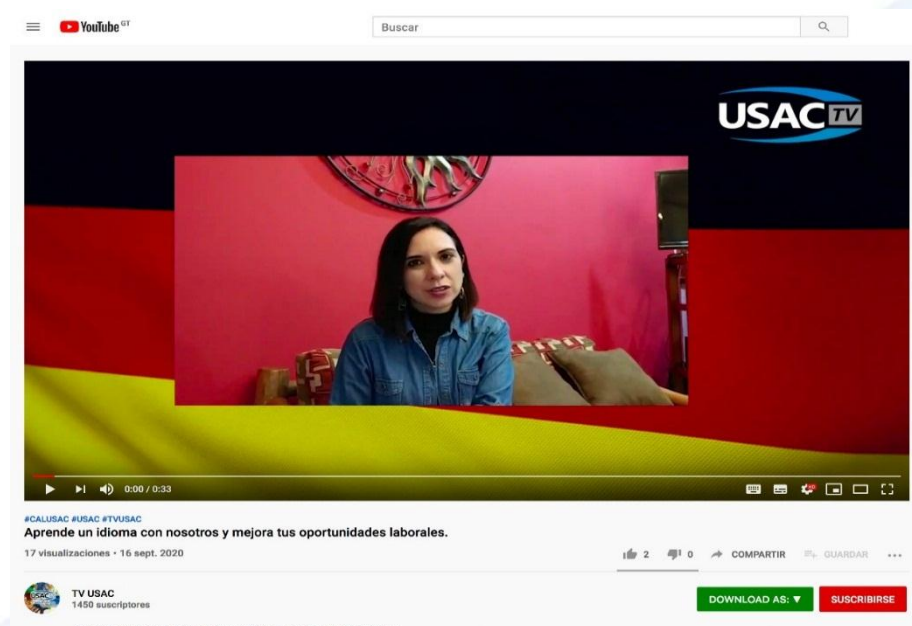 YouTube GT
Buscar
USAC TV
0:00 / 0:33
#CALUSAC #USAC #TVUSAC
Aprende un idioma con nosotros y mejora tus oportunidades laborales.
17 visualizaciones • 16 sept. 2020
2 0 COMPARTIR GUARDAR
USAC
TV USAC
1450 suscriptores
DOWNLOAD AS: ▼ SUSCRIBIRSE